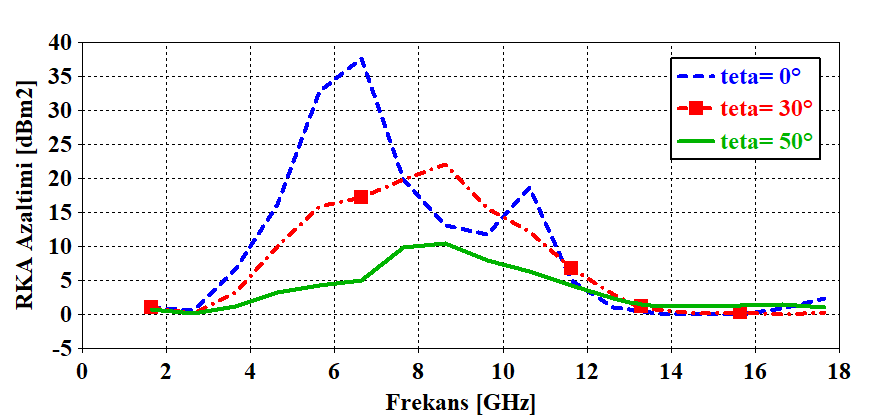 RKA Azaltimi [dBm2]
40
35
30
25
20
15
10
5
0
-5
teta= 0°
teta= 30°
teta= 50°
0 2 4 6 8 10 12 14 16 18
Frekans [GHz]